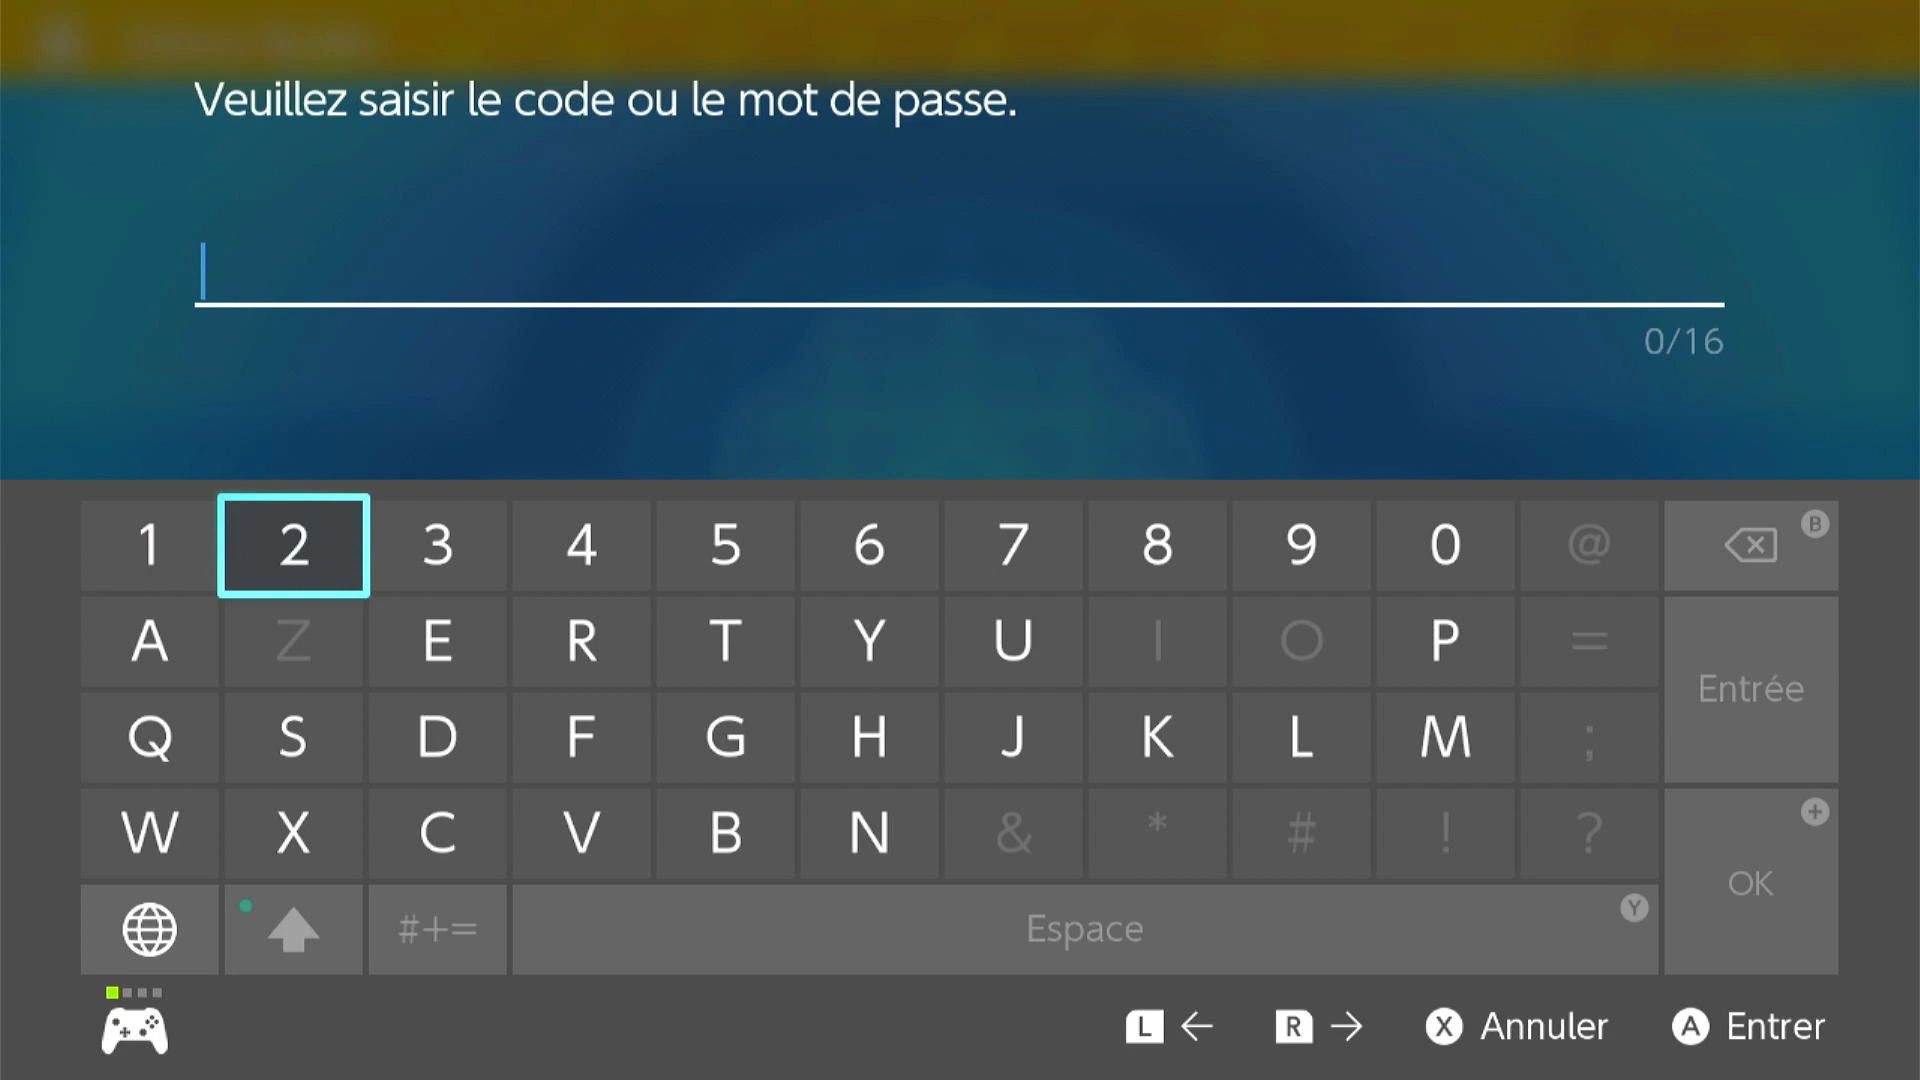 Veuillez saisir le code ou le mot de passe.
0/16
1 2 3 4 5 6 7 8 9 0 @ B
A Z E R T Y U I O P = Entrée
Q S D F G H J K L M ;
W X C V B N & * # ! ? +
#+= Espace Y OK
L ← R → X Annuler A Entrer